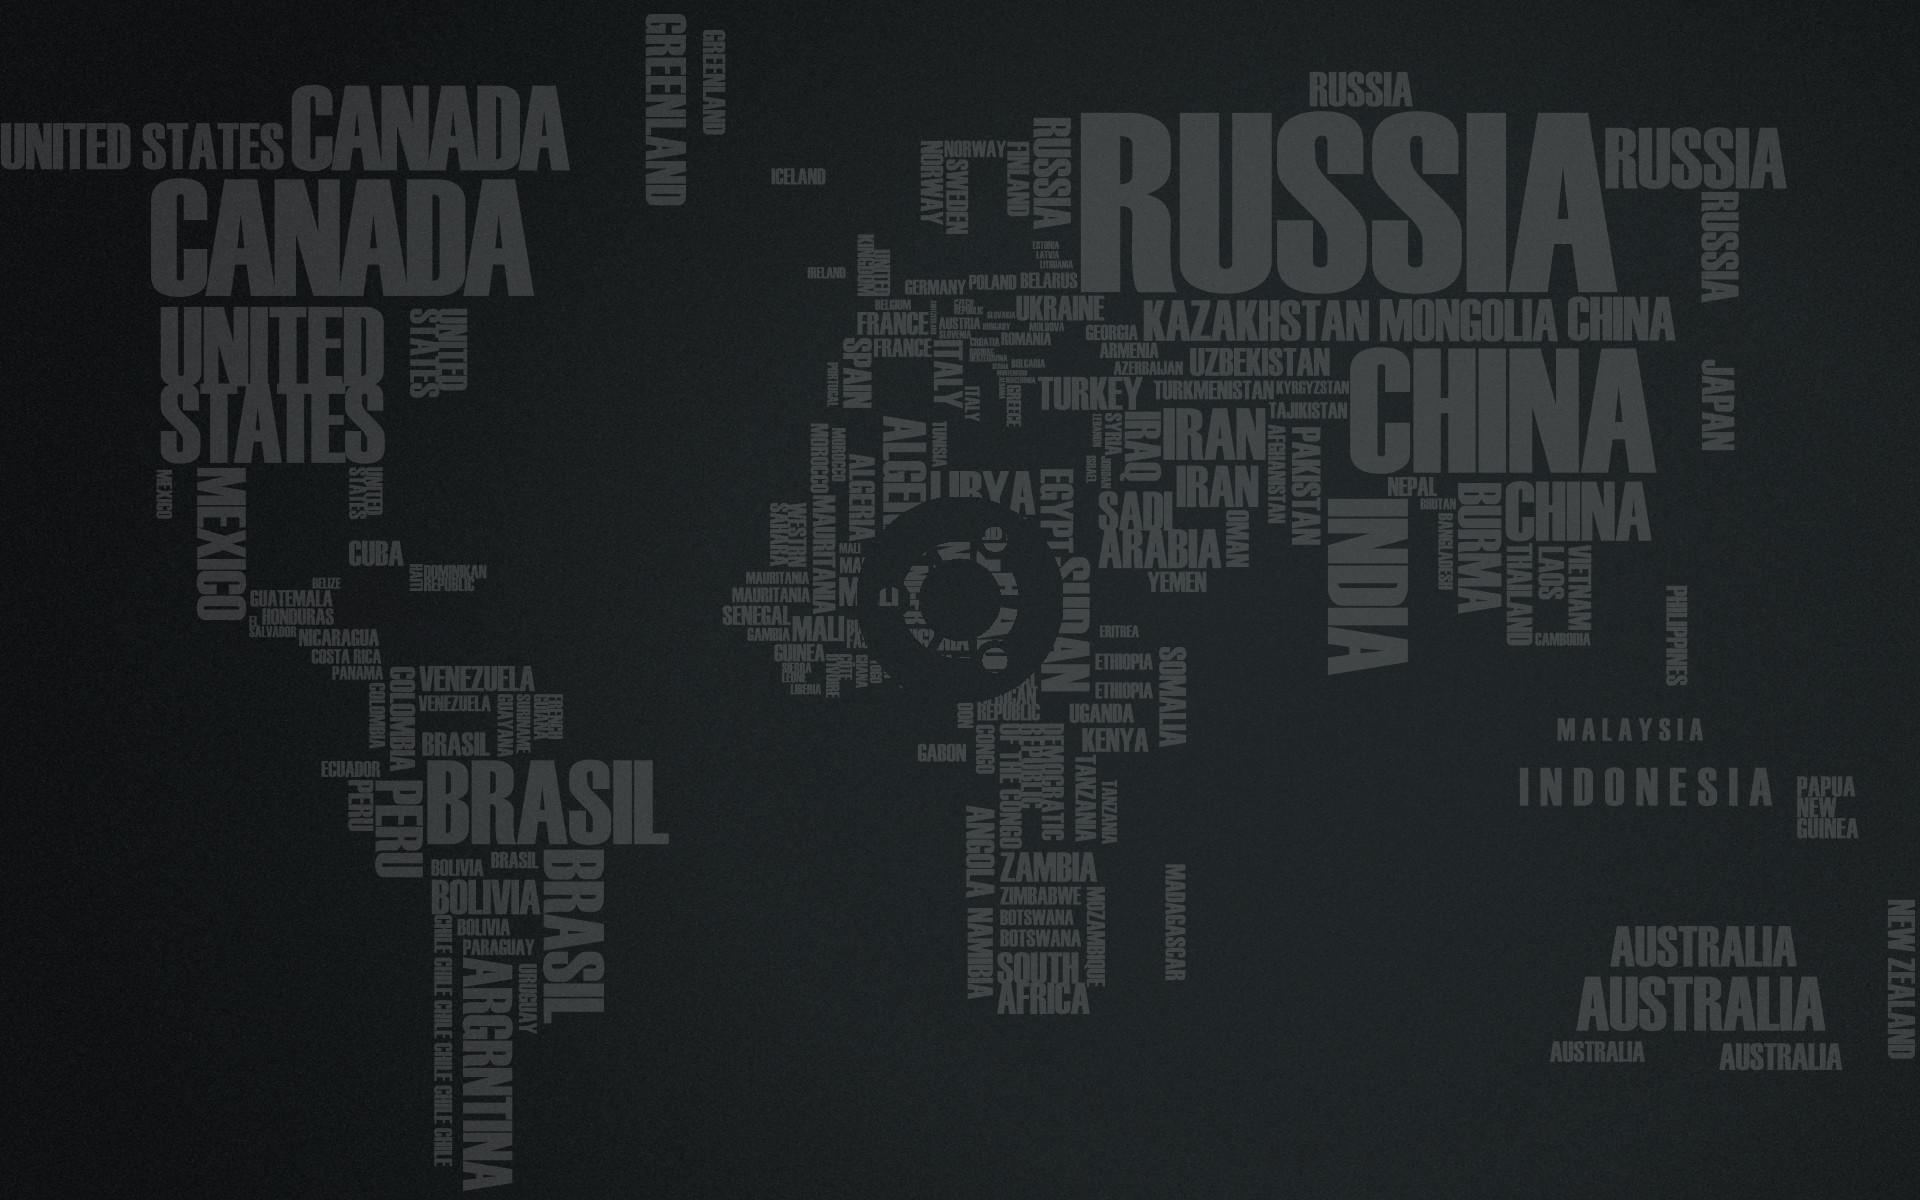 GREENLAND
GREENLAND
RUSSIA
UNITED STATES
CANADA
RUSSIA
RUSSIA
RUSSIA
ICELAND
NORWAY
NORWAY
SWEDEN
FINLAND
CANADA
RUSSIA
IRELAND
UNITED
KINGDOM
ESTONIA
LATVIA
LITHUANIA
GERMANY
POLAND
BELARUS
BELGIUM
UKRAINE
UNITED
STATES
UNITED
STATES
FRANCE
AUSTRIA
SLOVAKIA
HUNGARY
MOLDOVA
SLOVENIA
CROATIA
ROMANIA
CZECH
REPUBLIC
GEORGIA
KAZAKHSTAN
MONGOLIA
CHINA
ARMENIA
FRANCE
SPAIN
PORTUGAL
ITALY
ITALY
BULGARIA
GREECE
AZERBAIJAN
UZBEKISTAN
TURKEY
TURKMENISTAN
KYRGYZSTAN
TAJIKISTAN
CHINA
JAPAN
MEXICO
MEXICO
UNITED
STATES
MOROCCO
MOROCCO
ALGERIA
TUNISIA
EGYPT
LEBANON
SYRIA
IRAQ
IRAN
IRAN
ISRAEL
JORDAN
AFGHANISTAN
PAKISTAN
NEPAL
BHUTAN
BANGLADESH
BURMA
CHINA
INDIA
OMAN
ARABIA
YEMEN
THAILAND
LAOS
VIETNAM
CAMBODIA
PHILIPPINES
CUBA
HAITI
DOMINIKAN
REPUBLIC
BELIZE
GUATEMALA
HONDURAS
EL
SALVADOR
NICARAGUA
COSTA RICA
PANAMA
WESTRN
SAHARA
MAURITANIA
MAURITANIA
MAURITANIA
MALI
SENEGAL
GAMBIA
MALI
GUINEA
SIERRA
LEONE
LIBERIA
GHANA
TOGO
ERITREA
ETHIOPIA
ETHIOPIA
SOMALIA
COLOMBIA
COLOMBIA
VENEZUELA
VENEZUELA
GUAYTANA
SURINAME
FRENCH
GUIANA
BRASIL
ECUADOR
PERU
PERU
BRASIL
REPUBLIC
UGANDA
KENYA
GABON
CONGO
DEMOCRATIC
REPUBLIC
OF THE CONGO
TANZANIA
TANZANIA
MALAYSIA
INDONESIA
PAPUA
NEW
GUINEA
BOLIVIA
BRASIL
BOLIVIA
BRASIL
BOLIVIA
PARAGUAY
CHILE CHILE CHILE CHILE CHILE CHILE
ARGRNTINA
URUGUAY
ANGOLA
NAMIBIA
ZAMBIA
ZIMBABWE
BOTSWANA
BOTSWANA
MOZAMBIQUE
SOUTH
AFRICA
MADAGASCAR
AUSTRALIA
AUSTRALIA
AUSTRALIA
AUSTRALIA
NEW ZEALAND